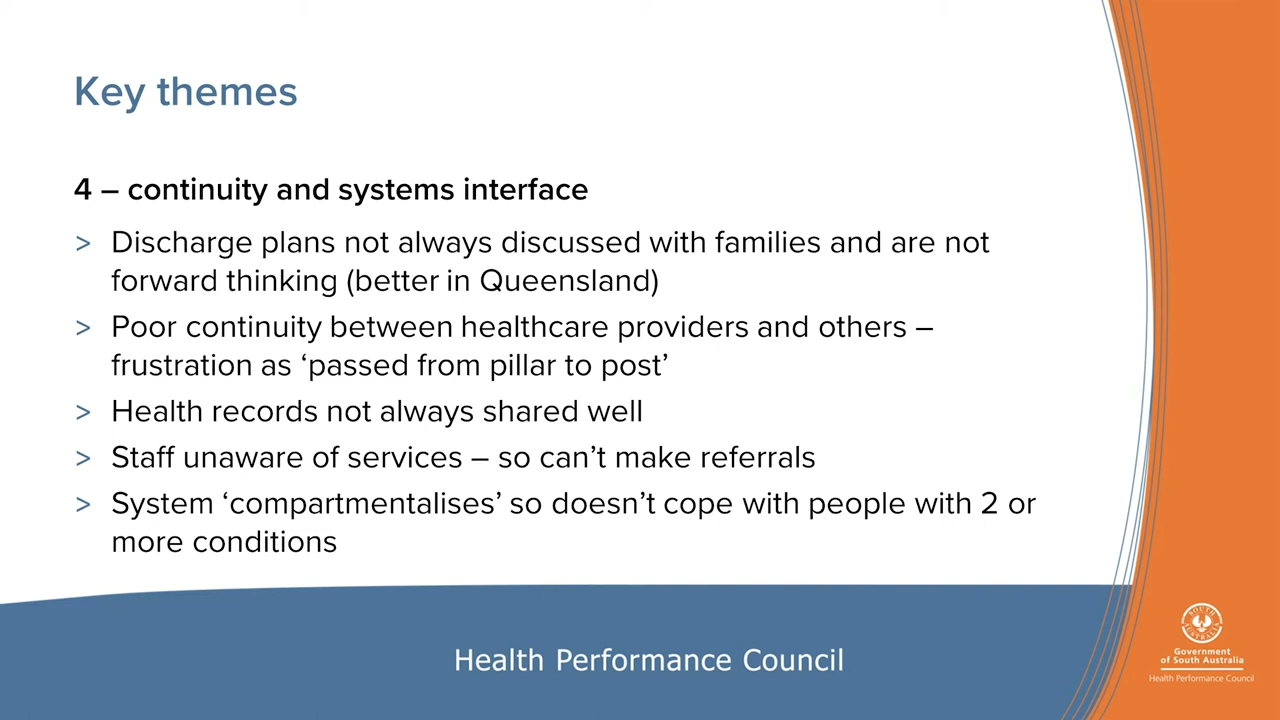 Key themes
4 – continuity and systems interface
> Discharge plans not always discussed with families and are not
forward thinking (better in Queensland)
> Poor continuity between healthcare providers and others –
frustration as ‘passed from pillar to post’
> Health records not always shared well
> Staff unaware of services – so can’t make referrals
> System ‘compartmentalises’ so doesn’t cope with people with 2 or
more conditions
Health Performance Council
SOUTH
AUSTRALIA
Government
of South Australia
Health Performance Council